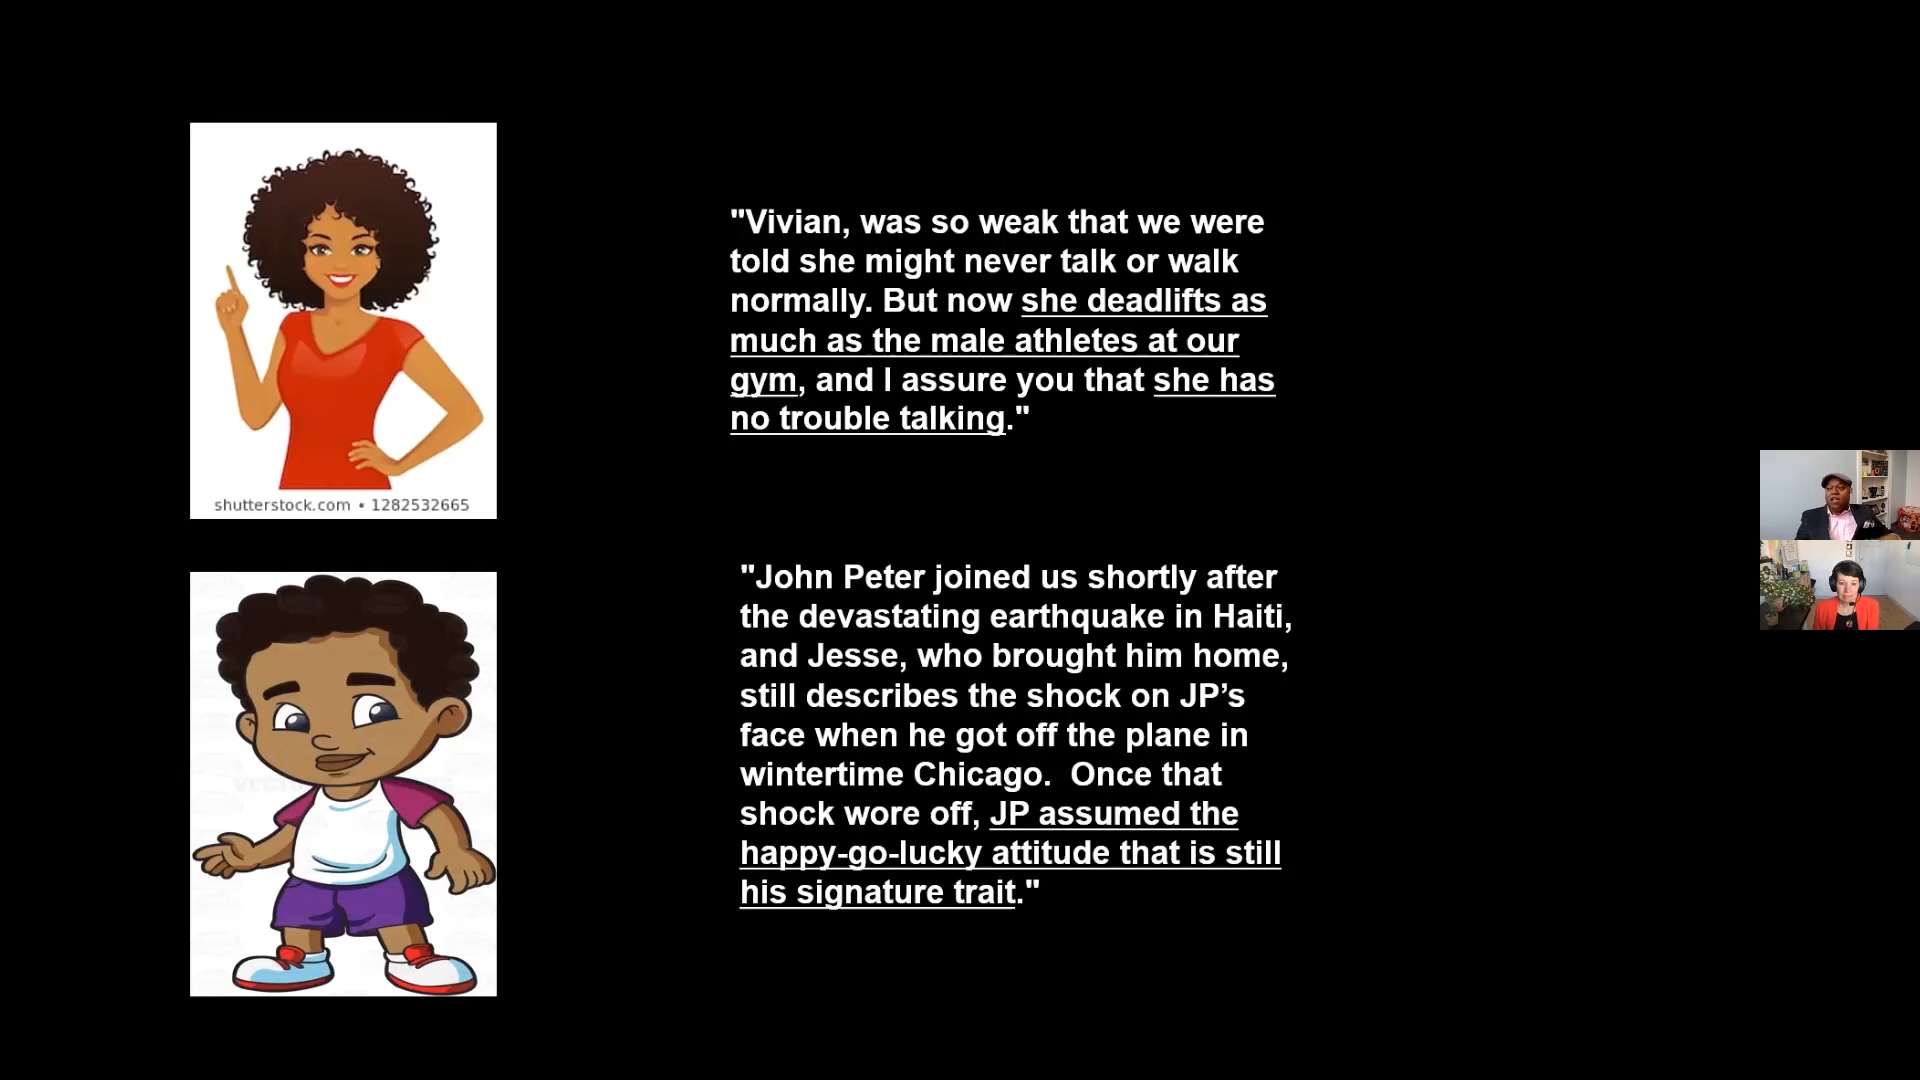 "Vivian, was so weak that we were
told she might never talk or walk
normally. But now she deadlifts as
much as the male athletes at our
gym, and I assure you that she has
no trouble talking."
shutterstock.com • 1282532665
"John Peter joined us shortly after
the devastating earthquake in Haiti,
and Jesse, who brought him home,
still describes the shock on JP’s
face when he got off the plane in
wintertime Chicago.  Once that
shock wore off, JP assumed the
happy-go-lucky attitude that is still
his signature trait."